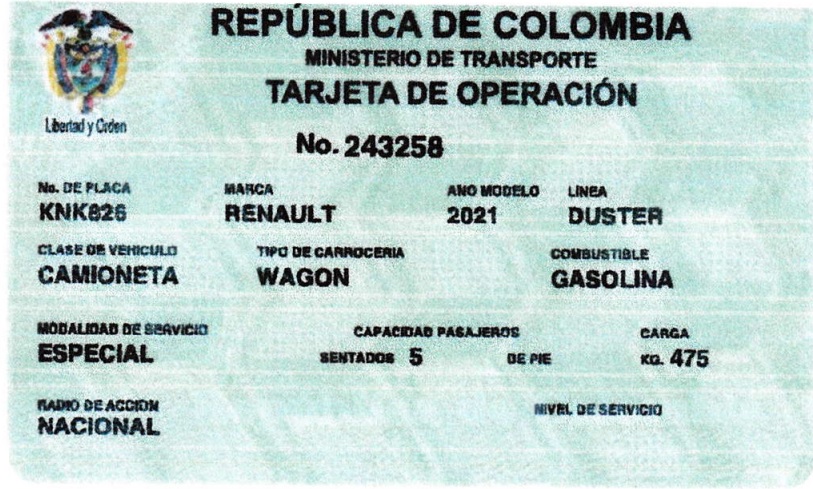 REPÚBLICA DE COLOMBIA
MINISTERIO DE TRANSPORTE
TARJETA DE OPERACIÓN
Libertad y Orden
No. 243258
No. DE PLACA MARCA ANO MODELO LINEA
KNK826 RENAULT 2021 DUSTER
CLASE DE VEHICULO TIPO DE CARROCERIA COMBUSTIBLE
CAMIONETA WAGON GASOLINA
MODALIDAD DE SERVICIO CAPACIDAD PASAJEROS CARGA
ESPECIAL SENTADOS 5 DE PIE KG. 475
RADIO DE ACCION NIVEL DE SERVICIO
NACIONAL